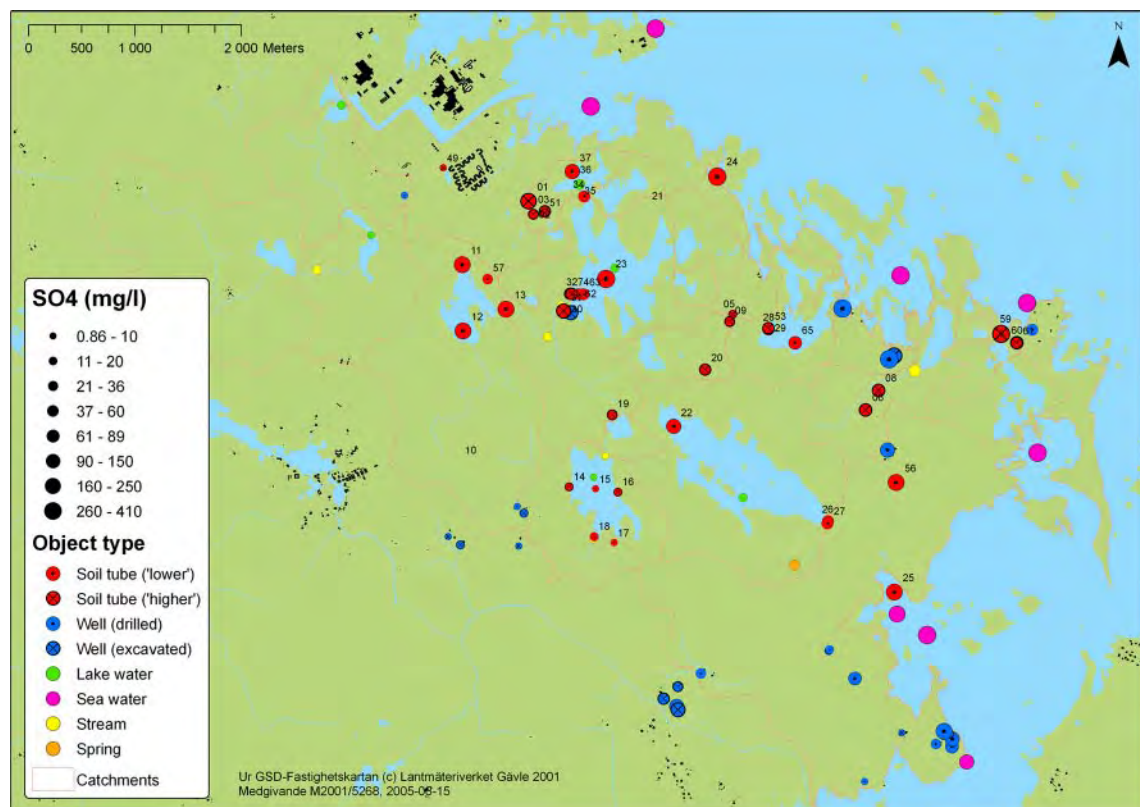 N
0 500 1 000 2 000 Meters
37
36
49
24
34
35
01
03
51
21
11
57
23
327463
62
13
12
05
09
28 53
29
65
59
60
20
08
19
22
10
14
15
16
56
26
27
18
17
25
SO4 (mg/l)
0.86 - 10
11 - 20
21 - 36
37 - 60
61 - 89
90 - 150
160 - 250
260 - 410
Object type
Soil tube ('lower')
Soil tube ('higher')
Well (drilled)
Well (excavated)
Lake water
Sea water
Stream
Spring
Catchments
Ur GSD-Fastighetskartan (c) Lantmäteriverket Gävle 2001
Medgivande M2001/5268, 2005-03-15